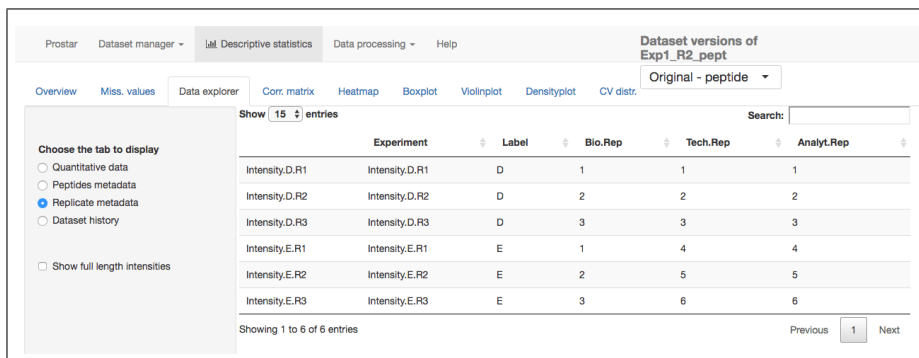 Prostar Dataset manager Descriptive statistics Data processing Help
Dataset versions of
Exp1_R2_pept
Original - peptide
Overview Miss. values Data explorer Corr. matrix Heatmap Boxplot Violinplot Densityplot CV distr.
Show 15 entries Search:
Choose the tab to display
Quantitative data
Peptides metadata
Replicate metadata
Dataset history
Show full length intensities
Experiment Label Bio.Rep Tech.Rep Analyt.Rep
Intensity.D.R1 Intensity.D.R1 D 1 1 1
Intensity.D.R2 Intensity.D.R2 D 2 2 2
Intensity.D.R3 Intensity.D.R3 D 3 3 3
Intensity.E.R1 Intensity.E.R1 E 1 4 4
Intensity.E.R2 Intensity.E.R2 E 2 5 5
Intensity.E.R3 Intensity.E.R3 E 3 6 6
Showing 1 to 6 of 6 entries Previous 1 Next